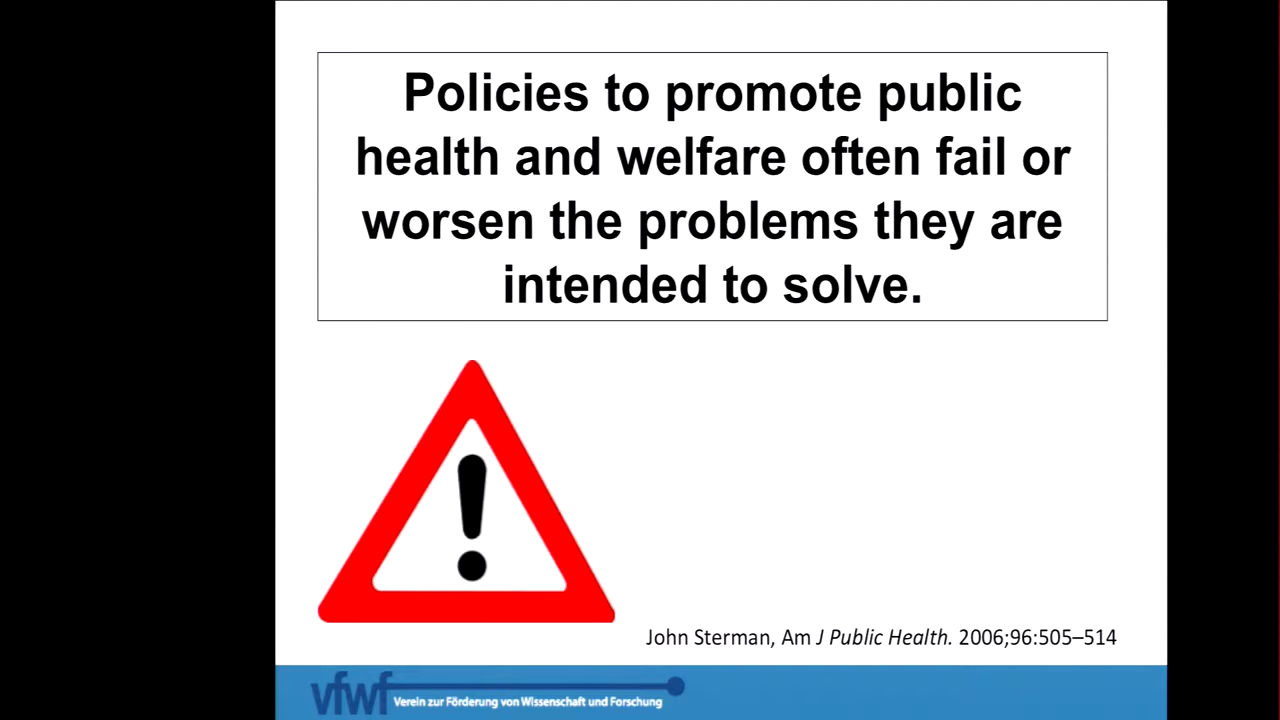 Policies to promote public
health and welfare often fail or
worsen the problems they are
intended to solve.
John Sterman, Am J Public Health. 2006;96:505–514
vfwf Verein zur Förderung von Wissenschaft und Forschung